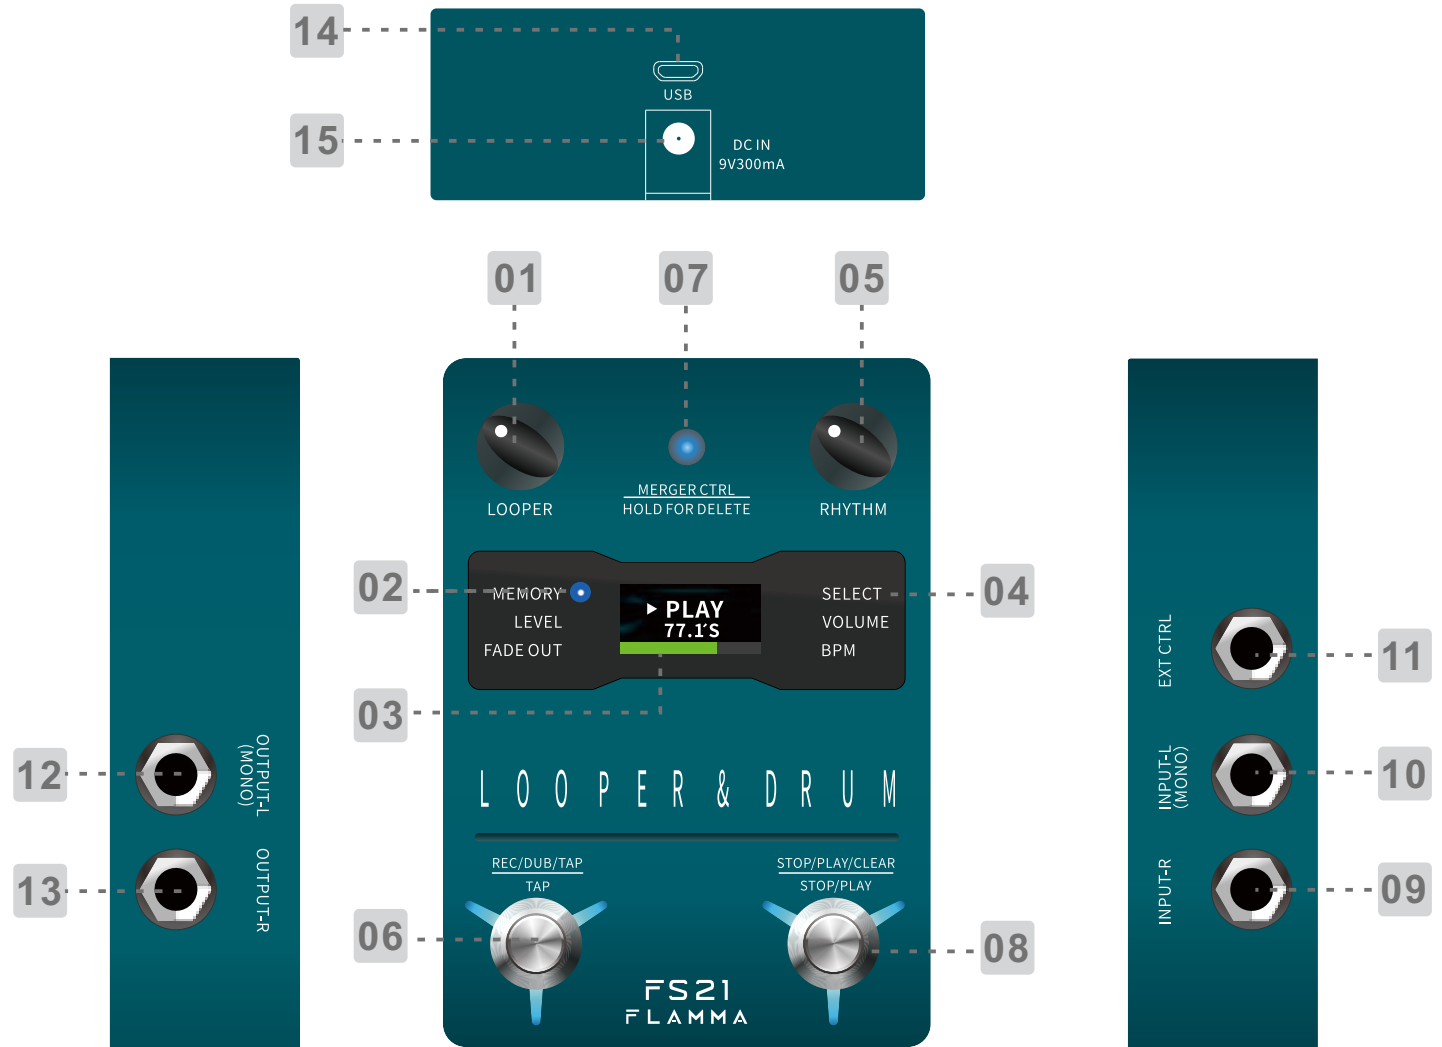 14
USB
15
DC IN
9V300mA
01
07
05
LOOPER
MERGER CTRL
HOLD FOR DELETE
RHYTHM
02
MEMORY
LEVEL
FADE OUT
PLAY
77.1'S
SELECT
VOLUME
BPM
04
03
EXT CTRL
11
12
OUTPUT-L
(MONO)
INPUT-L
(MONO)
10
LOOPER & DRUM
13
OUTPUT-R
REC/DUB/TAP
TAP
STOP/PLAY/CLEAR
STOP/PLAY
INPUT-R
09
06
08
FS21
FLAMMA